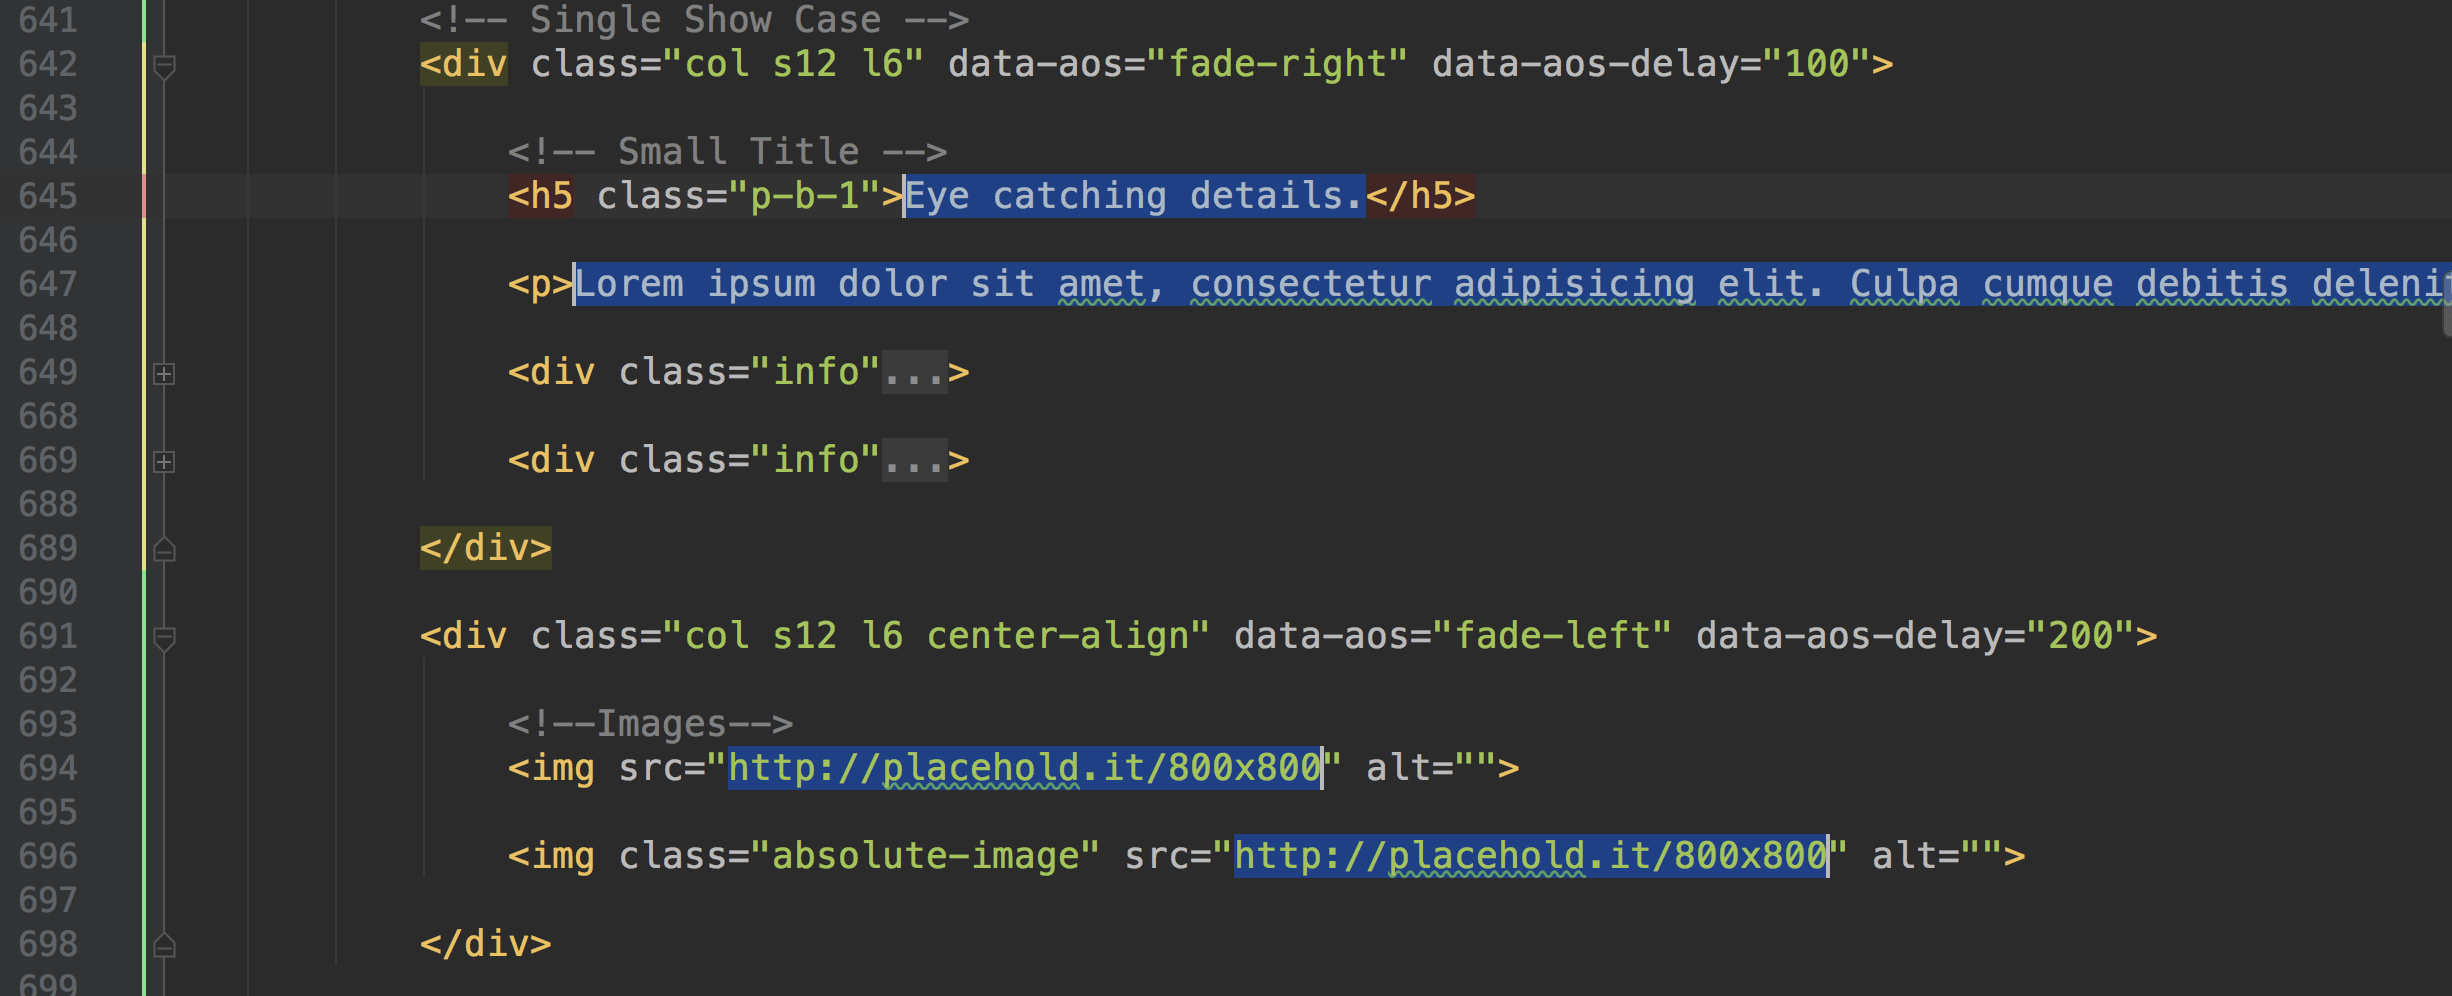 641 <!-- Single Show Case -->
642 <div class="col s12 l6" data-aos="fade-right" data-aos-delay="100">
643
644 <!-- Small Title -->
645 <h5 class="p-b-1">Eye catching details.</h5>
646
647 <p>Lorem ipsum dolor sit amet, consectetur adipisicing elit. Culpa cumque debitis delenit
648
649 <div class="info"...>
668
669 <div class="info"...>
688
689 </div>
690
691 <div class="col s12 l6 center-align" data-aos="fade-left" data-aos-delay="200">
692
693 <!--Images-->
694 <img src="http://placehold.it/800x800" alt="">
695
696 <img class="absolute-image" src="http://placehold.it/800x800" alt="">
697
698 </div>
699